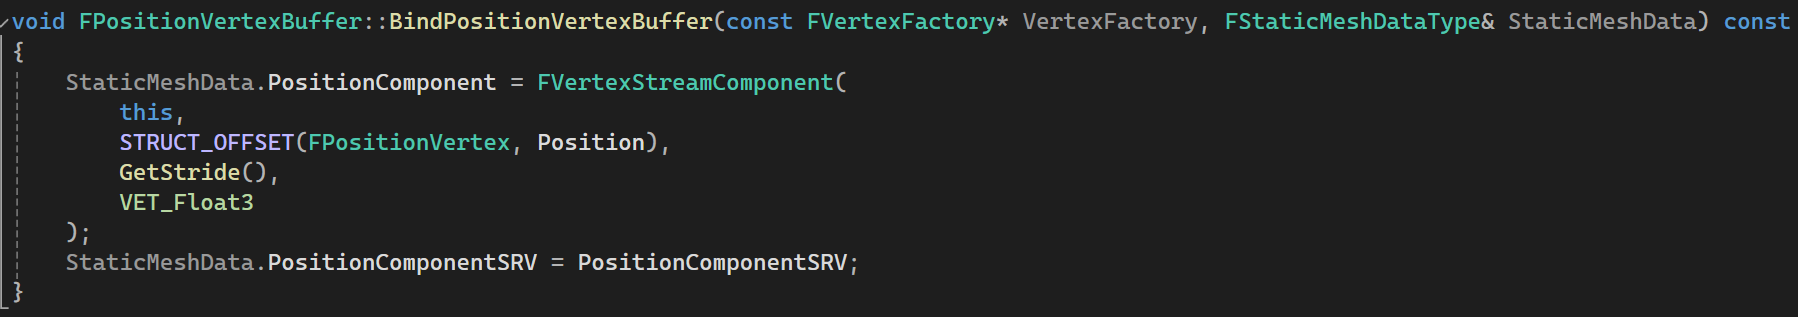 void FPositionVertexBuffer::BindPositionVertexBuffer(const FVertexFactory* VertexFactory, FStaticMeshDataType& StaticMeshData) const
{
    StaticMeshData.PositionComponent = FVertexStreamComponent(
        this,
        STRUCT_OFFSET(FPositionVertex, Position),
        GetStride(),
        VET_Float3
    );
    StaticMeshData.PositionComponentSRV = PositionComponentSRV;
}